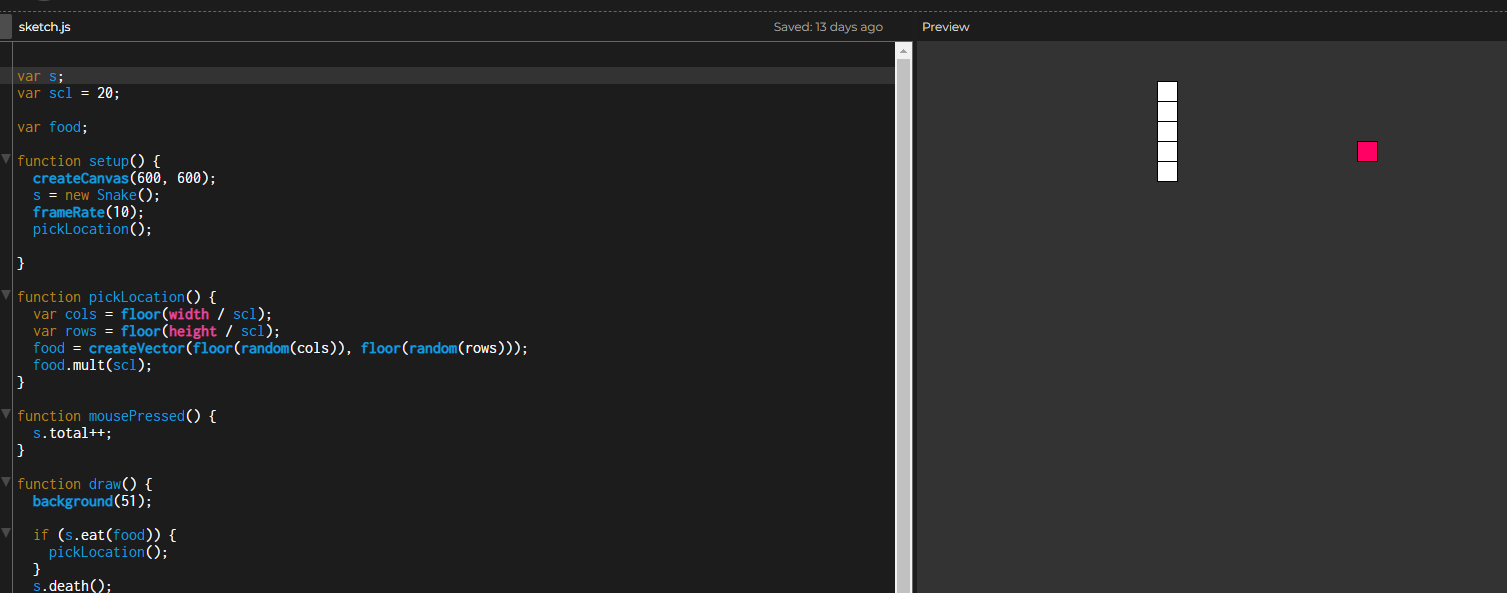 sketch.js
Saved: 13 days ago
Preview
var s;
var scl = 20;
var food;
function setup() {
createCanvas(600, 600);
s = new Snake();
frameRate(10);
pickLocation();
}
function pickLocation() {
var cols = floor(width / scl);
var rows = floor(height / scl);
food = createVector(floor(random(cols)), floor(random(rows)));
food.mult(scl);
}
function mousePressed() {
s.total++;
}
function draw() {
background(51);
if (s.eat(food)) {
pickLocation();
}
s.death();